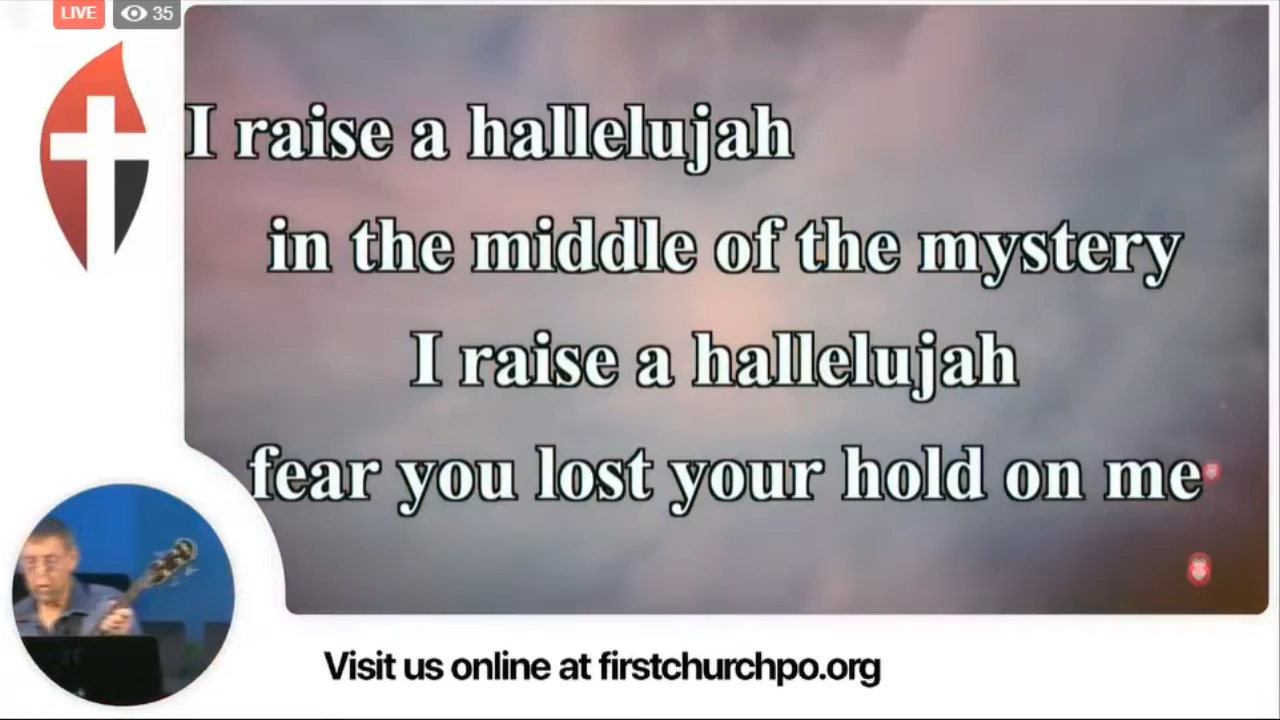 LIVE 35
I raise a hallelujah
in the middle of the mystery
I raise a hallelujah
fear you lost your hold on me
Visit us online at firstchurchpo.org